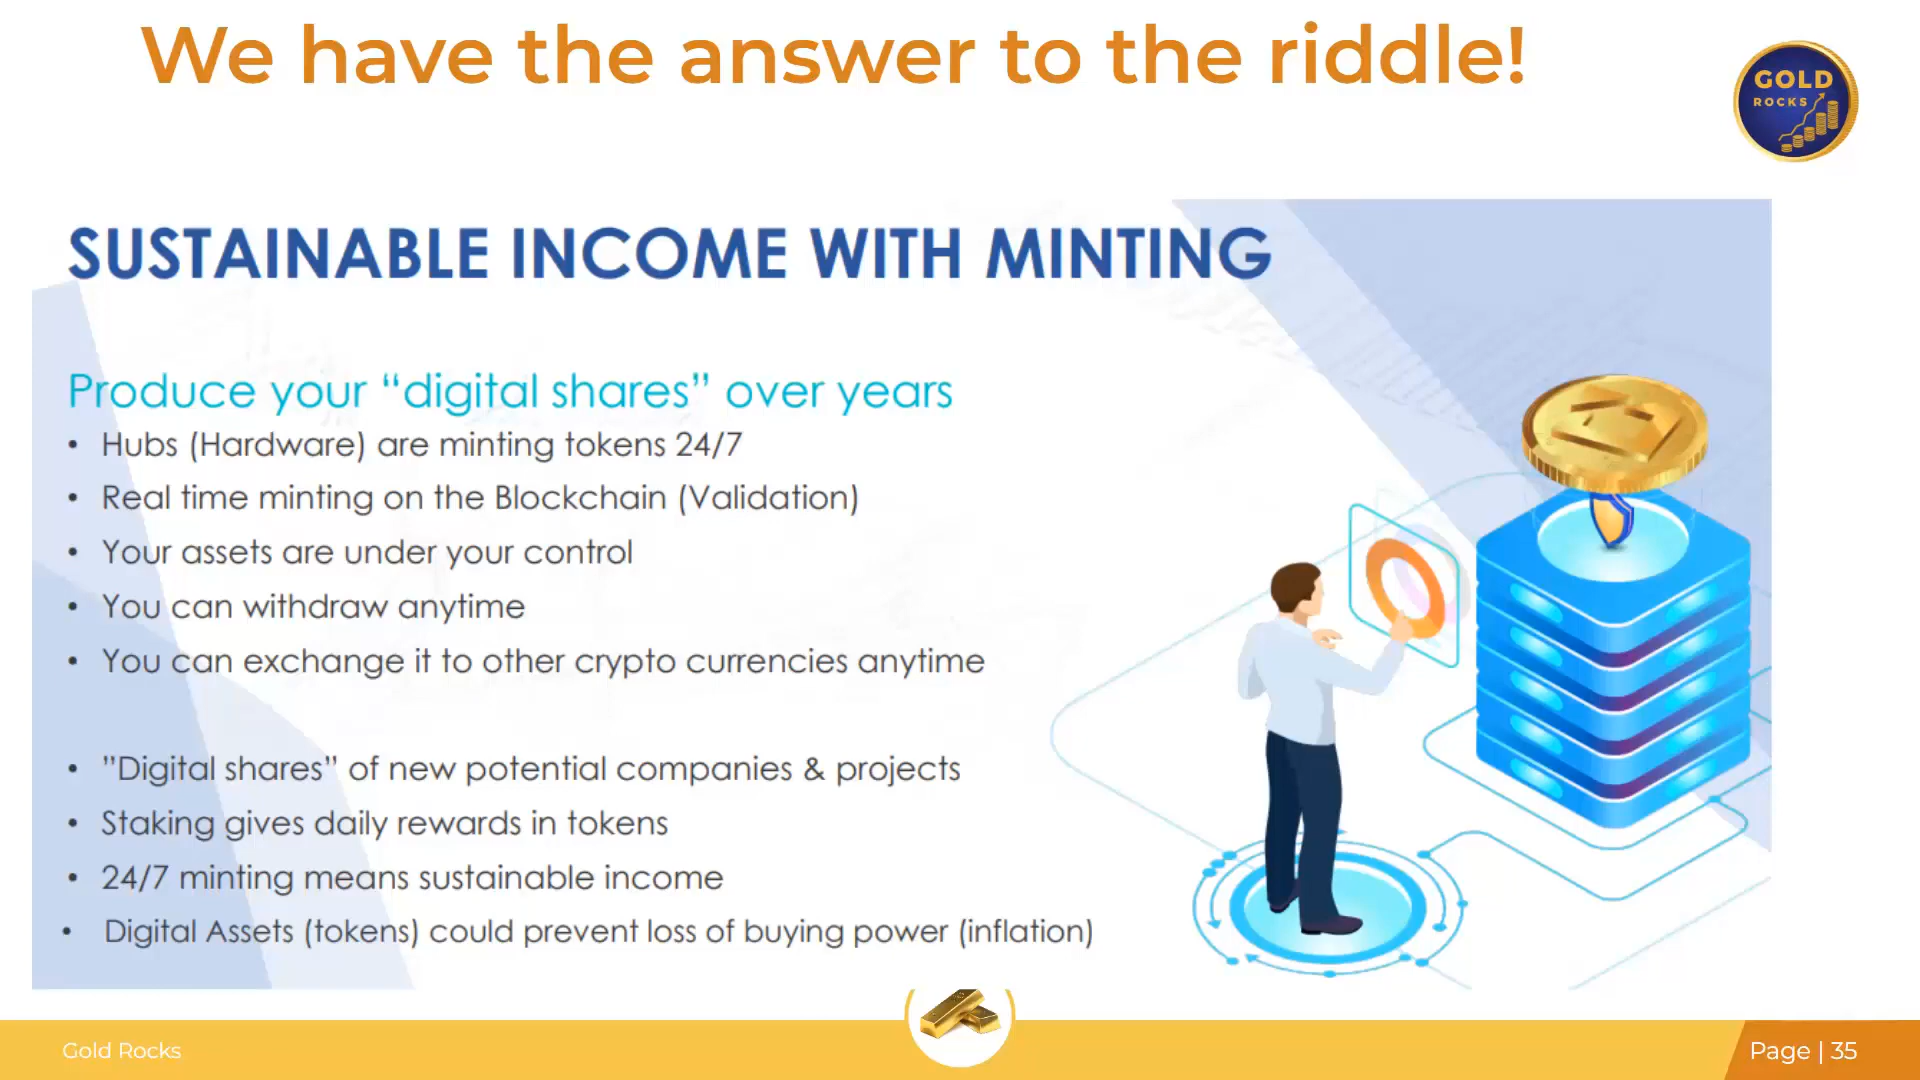 We have the answer to the riddle!
GOLD
ROCKS
SUSTAINABLE INCOME WITH MINTING
Produce your “digital shares” over years
• Hubs (Hardware) are minting tokens 24/7
• Real time minting on the Blockchain (Validation)
• Your assets are under your control
• You can withdraw anytime
• You can exchange it to other crypto currencies anytime
• ”Digital shares” of new potential companies & projects
• Staking gives daily rewards in tokens
• 24/7 minting means sustainable income
• Digital Assets (tokens) could prevent loss of buying power (inflation)
Gold Rocks
Page | 35